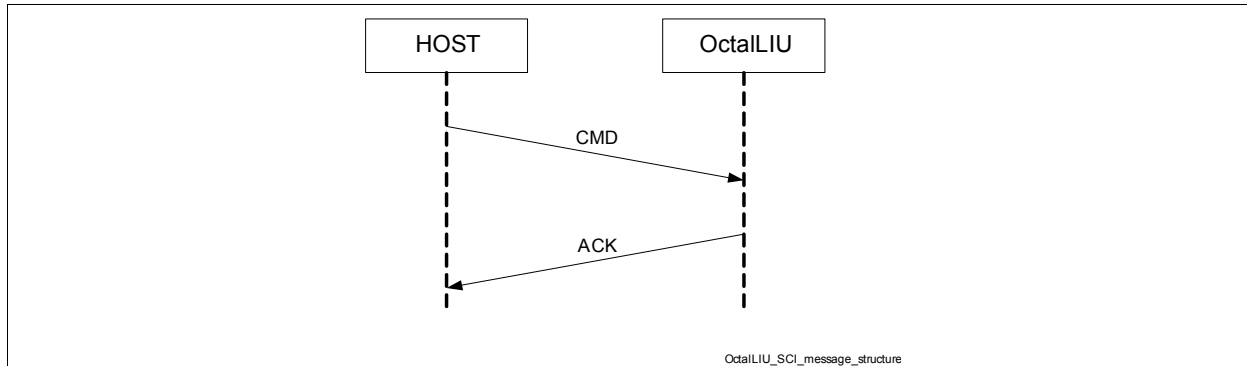 HOST
OctalLIU
CMD
ACK
OctalLIU_SCI_message_structure